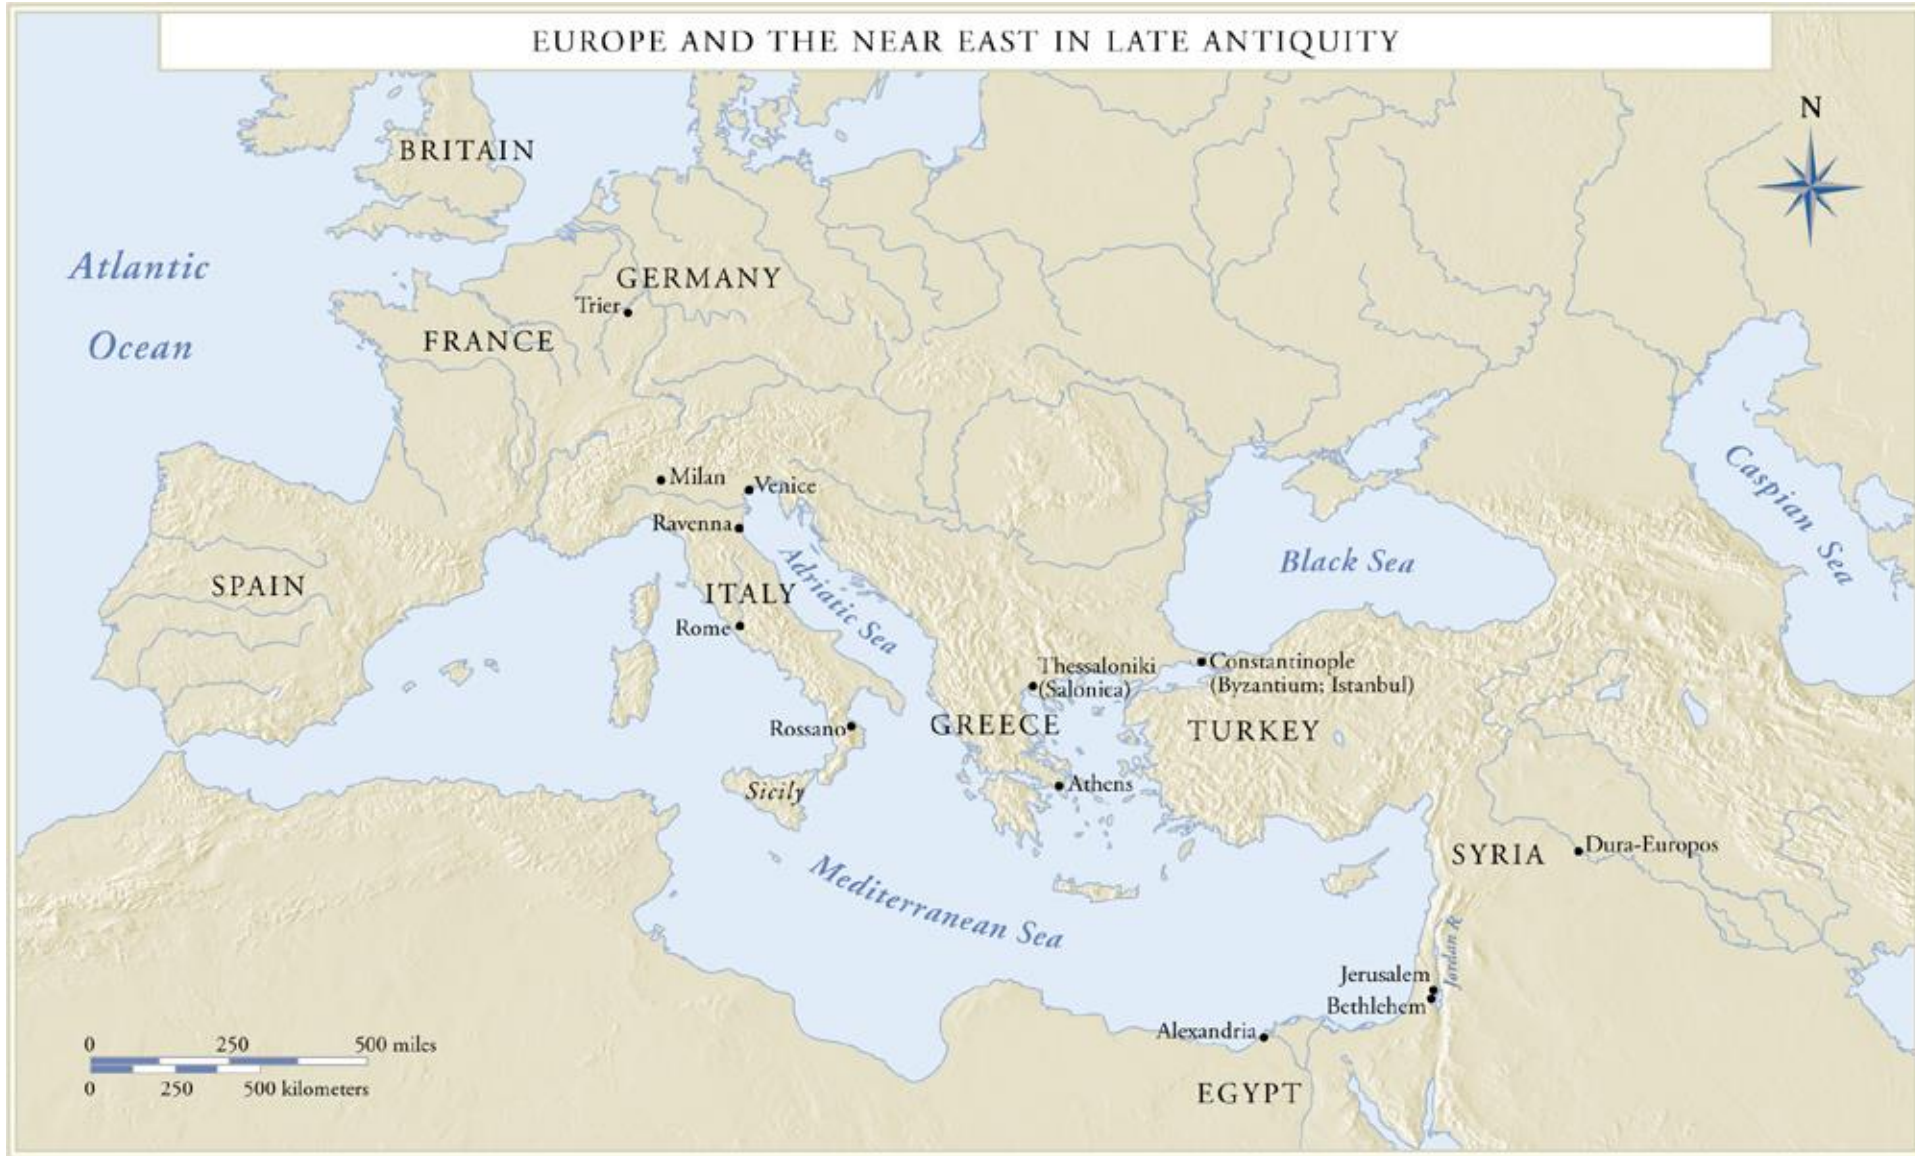 EUROPE AND THE NEAR EAST IN LATE ANTIQUITY
N
BRITAIN
Atlantic
Ocean
GERMANY
Trier
FRANCE
Caspian Sea
Milan
Venice
Ravenna
Black Sea
SPAIN
ITALY
Adriatic Sea
Rome
Thessaloniki
(Salonica)
Constantinople
(Byzantium; Istanbul)
Rossano
GREECE
TURKEY
Sicily
Athens
SYRIA
Dura-Europos
Mediterranean Sea
Jordan R
Jerusalem
Bethlehem
Alexandria
EGYPT
0 250 500 miles
0 250 500 kilometers